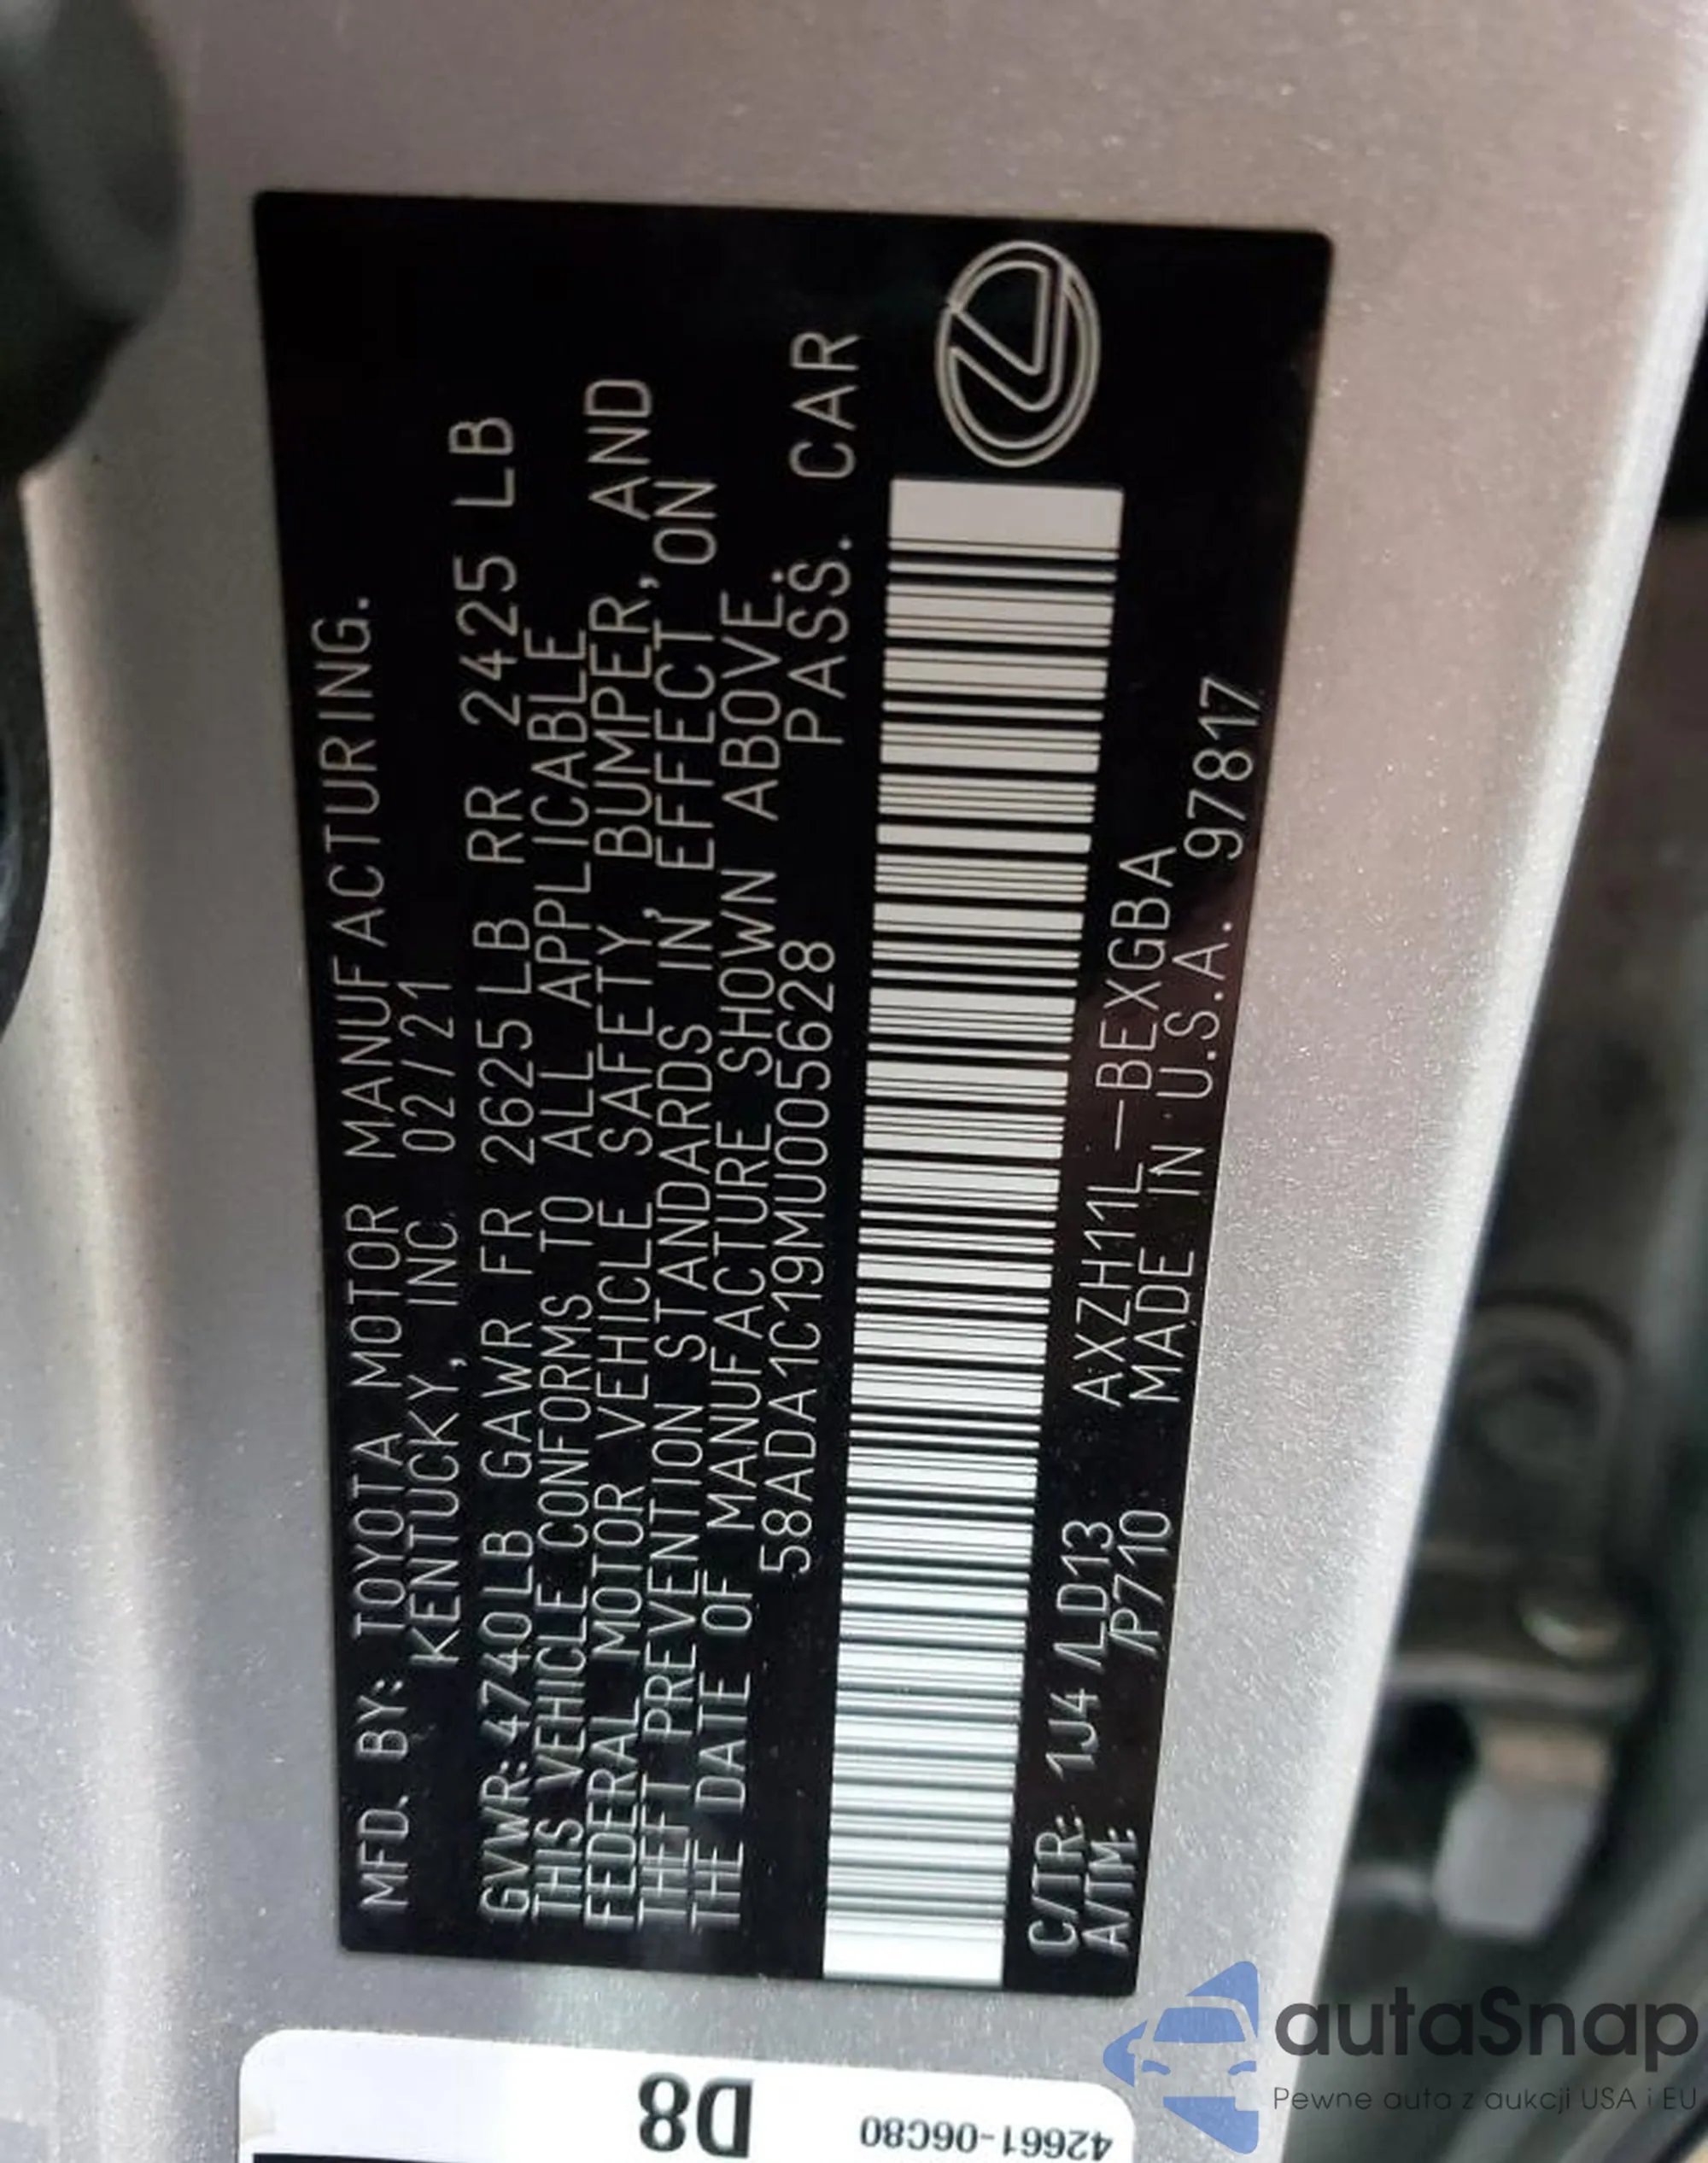 MFD. BY: TOYOTA MOTOR MANUFACTURING.
KENTUCKY, INC 02/21
GVWR: 4740LB GAWR FR 2625LB RR 2425 LB
THIS VEHICLE CONFORMS TO ALL APPLICABLE
FEDERAL MOTOR VEHICLE SAFETY, BUMPER, AND
THEFT PREVENTION STANDARDS IN EFFECT ON
THE DATE OF MANUFACTURE SHOWN ABOVE.
58ADA1C19MU005628 PASS. CAR
C/TR: 1J4 /LD13 AXZH11L-BEXGBA
A/TM: /P710 MADE IN U.S.A. 97817
D8
42661-06C80
autaSnap
Pewne auta z aukcji USA i EU